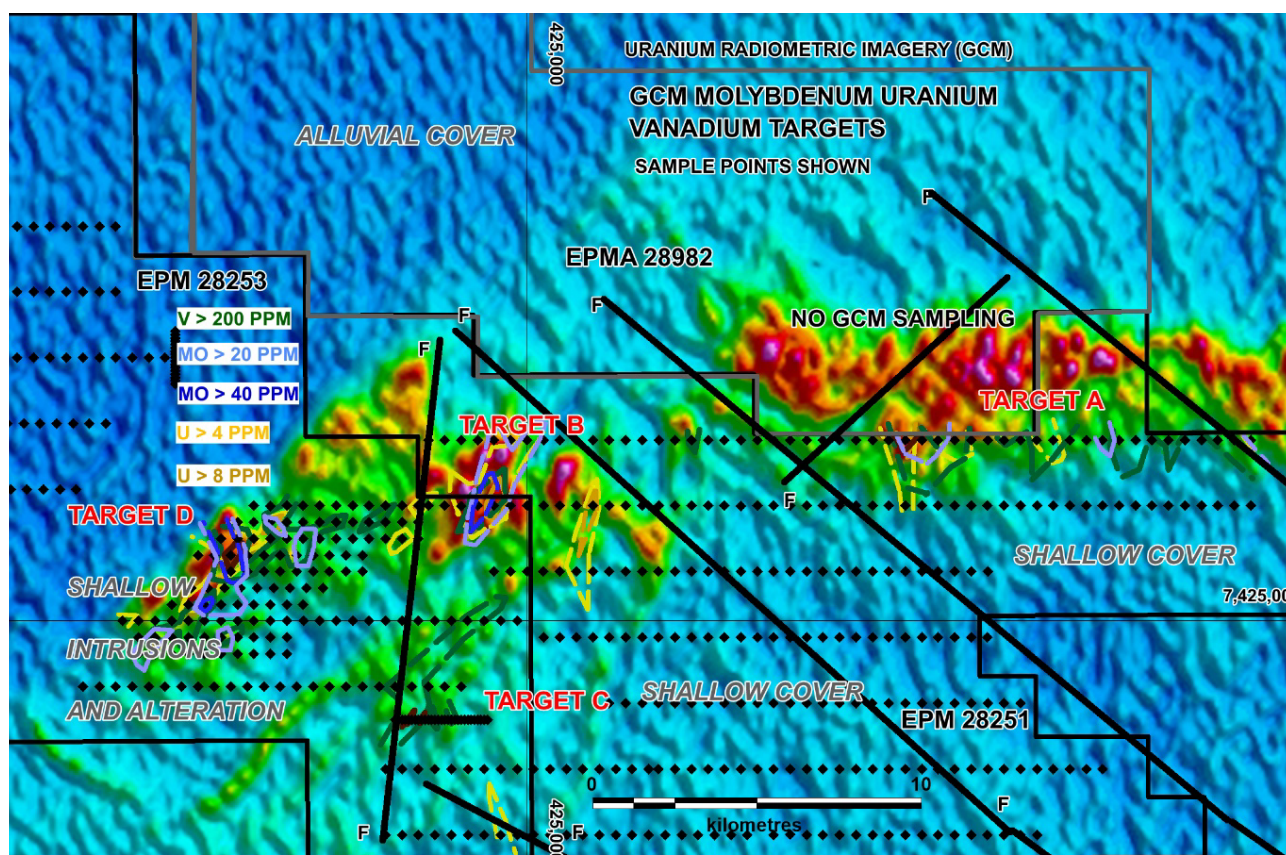 425,000
URANIUM RADIOMETRIC IMAGERY (GCM)
GCM MOLYBDENUM URANIUM
VANADIUM TARGETS
SAMPLE POINTS SHOWN
ALLUVIAL COVER
F
EPMA 28982
EPM 28253
F
F
F
V > 200 PPM
MO > 20 PPM
MO > 40 PPM
U > 4 PPM
U > 8 PPM
NO GCM SAMPLING
TARGET A
TARGET B
F
TARGET D
SHALLOW COVER
SHALLOW
INTRUSIONS
AND ALTERATION
7,425,00
SHALLOW COVER
TARGET C
EPM 28251
0 10
kilometres
425,000
F
F
F